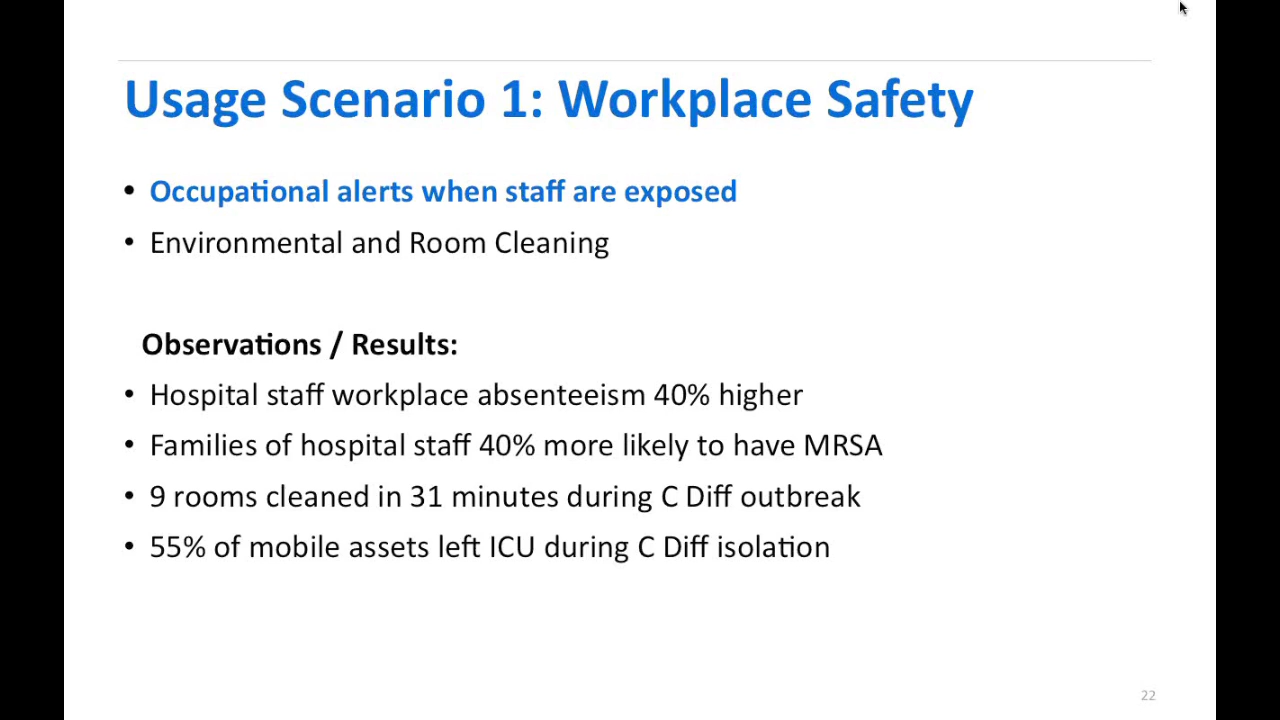 Usage Scenario 1: Workplace Safety
• Occupational alerts when staff are exposed
• Environmental and Room Cleaning
Observations / Results:
• Hospital staff workplace absenteeism 40% higher
• Families of hospital staff 40% more likely to have MRSA
• 9 rooms cleaned in 31 minutes during C Diff outbreak
• 55% of mobile assets left ICU during C Diff isolation
22